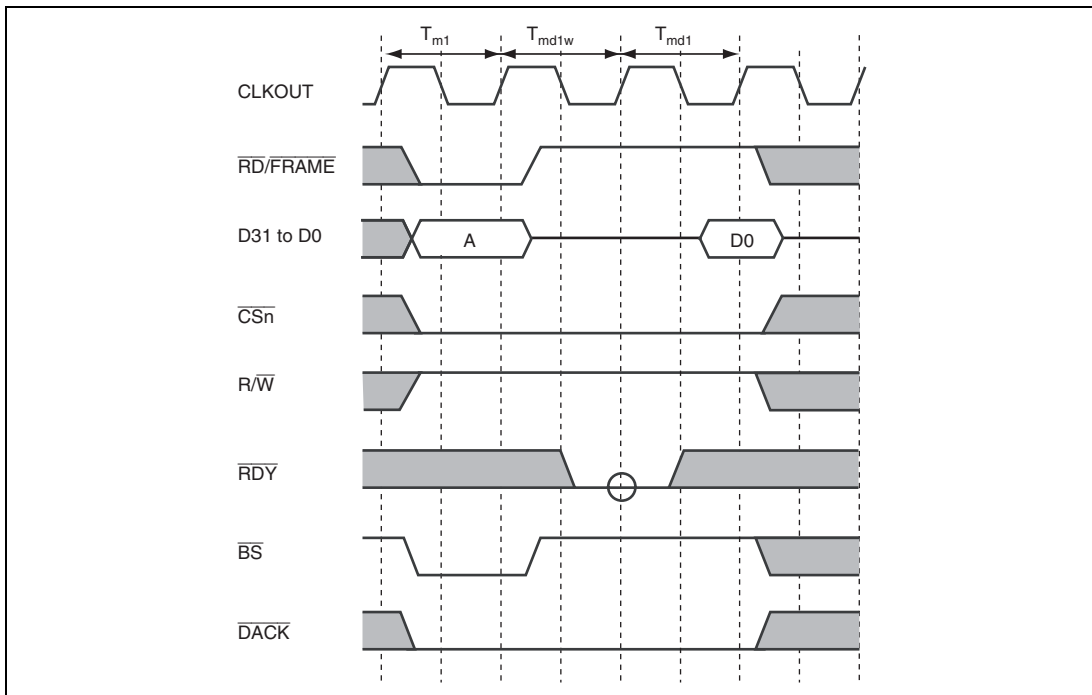 Tm1 Tmd1w Tmd1
CLKOUT
RD/FRAME
D31 to D0 A D0
CSn
R/W
RDY
BS
DACK